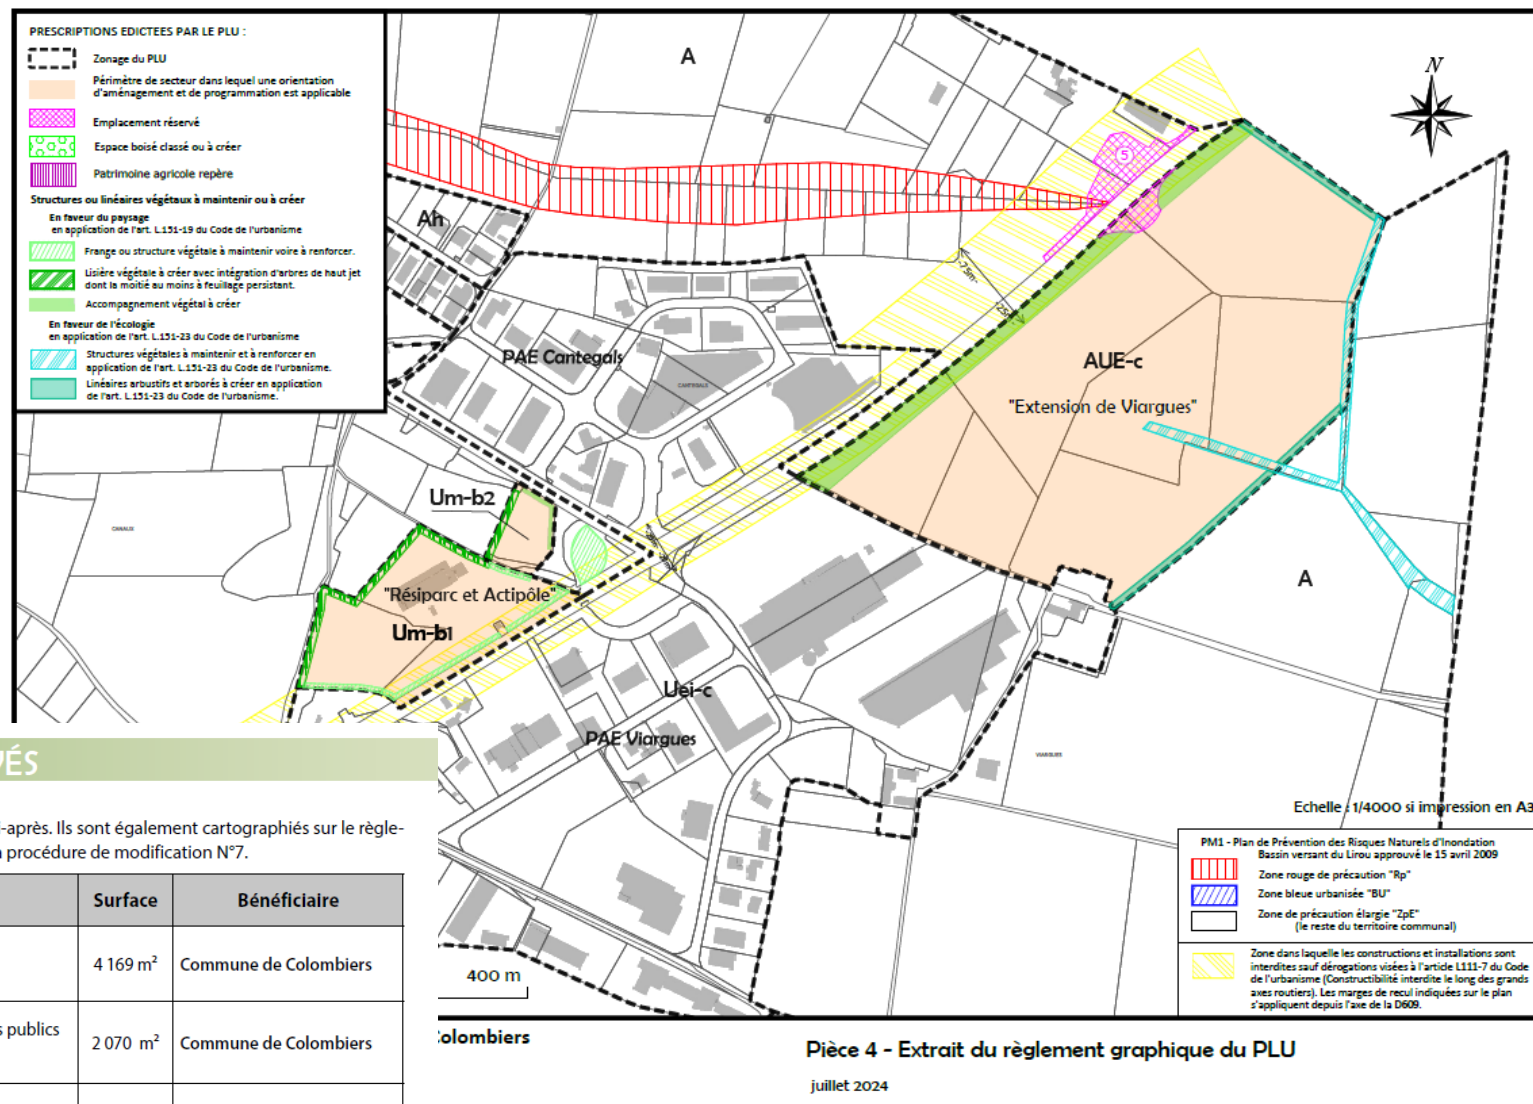 PRESCRIPTIONS EDICTEES PAR LE PLU :
Zonage du PLU
Périmètre de secteur dans lequel une orientation
d'aménagement et de programmation est applicable
Emplacement réservé
Espace boisé classé ou à créer
Patrimoine agricole repère
Structures ou linéaires végétaux à maintenir ou à créer
En faveur du paysage
en application de l'art. L.151-19 du Code de l'urbanisme
Frange ou structure végétale à maintenir voire à renforcer.
Lisière végétale à créer avec intégration d'arbres de haut jet
dont la moitié au moins à feuillage persistant.
Accompagnement végétal à créer
En faveur de l'écologie
en application de l'art. L.151-23 du Code de l'urbanisme
Structures végétales à maintenir et à renforcer en
application de l'art. L.151-23 du Code de l'urbanisme.
Linéaires arbustifs et arborés à créer en application
de l'art. L.151-23 du Code de l'urbanisme.
A
N
5
Ah
-75m-
-25m-
PAE Cantegals
CANTEGALS
AUE-c
"Extension de Viargues"
Um-b2
CANAUX
A
"Résiparc et Actipôle"
Um-b1
Uei-c
PAE Viargues
VIARGUES
Echelle : 1/4000 si impression en A3
PM1 - Plan de Prévention des Risques Naturels d'Inondation
Bassin versant du Lirou approuvé le 15 avril 2009
Zone rouge de précaution "Rp"
Zone bleue urbanisée "BU"
Zone de précaution élargie "ZpE"
(le reste du territoire communal)
Zone dans laquelle les constructions et installations sont
interdites sauf dérogations visées à l'article L111-7 du Code
de l'urbanisme (Constructibilité interdite le long des grands
axes routiers). Les marges de recul indiquées sur le plan
s'appliquent depuis l'axe de la D609.
400 m
VÉS
i-après. Ils sont également cartographiés sur le règle-
a procédure de modification N°7.
Surface Bénéficiaire
4 169 m² Commune de Colombiers
s publics
2 070 m² Commune de Colombiers
Colombiers
Pièce 4 - Extrait du règlement graphique du PLU
juillet 2024